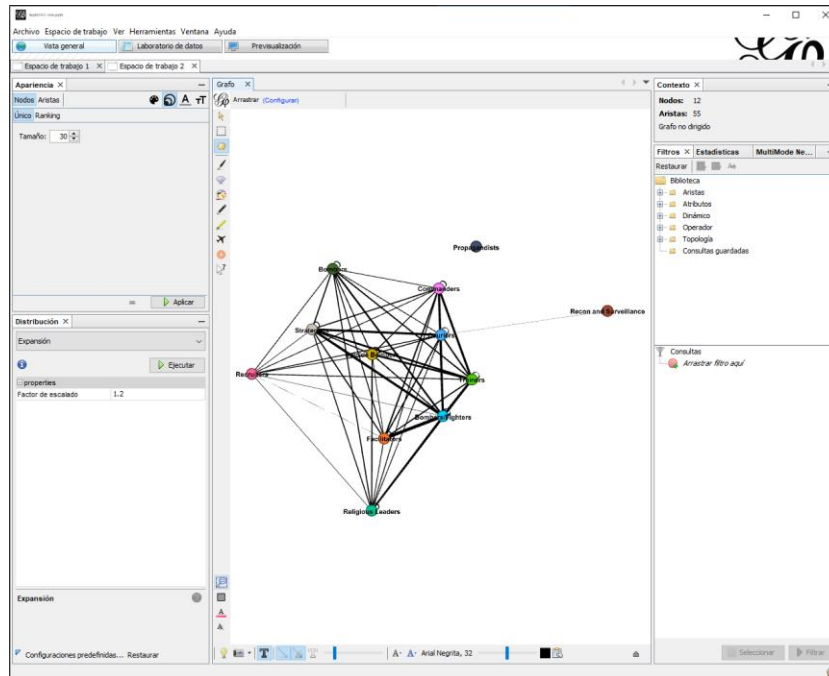 Archivo Espacio de trabajo Ver Herramientas Ventana Ayuda
Vista general Laboratorio de datos Previsualización
Espacio de trabajo 1 X Espacio de trabajo 2 X
Apariencia X
Nodos Aristas
Único Ranking
Tamaño: 30
Aplicar
Distribución X
Expansión
Ejecutar
properties
Factor de escalado 1.2
Expansión
Configuraciones predefinidas... Restaurar
Grafo X
Arrastrar (Configurar)
Propagandists
Bombers
Commanders
Recon and Surveillance
Recruiters
Trainers
Bombers Fighters
Facilitators
Religious Leaders
Arial Negrita, 32
Contexto X
Nodos: 12
Aristas: 55
Grafo no dirigido
Filtros X Estadísticas MultiMode Ne...
Restaurar
Biblioteca
Aristas
Atributos
Dinámico
Operador
Topología
Consultas guardadas
Consultas
Arrastrar filtro aquí
Seleccionar Filtrar